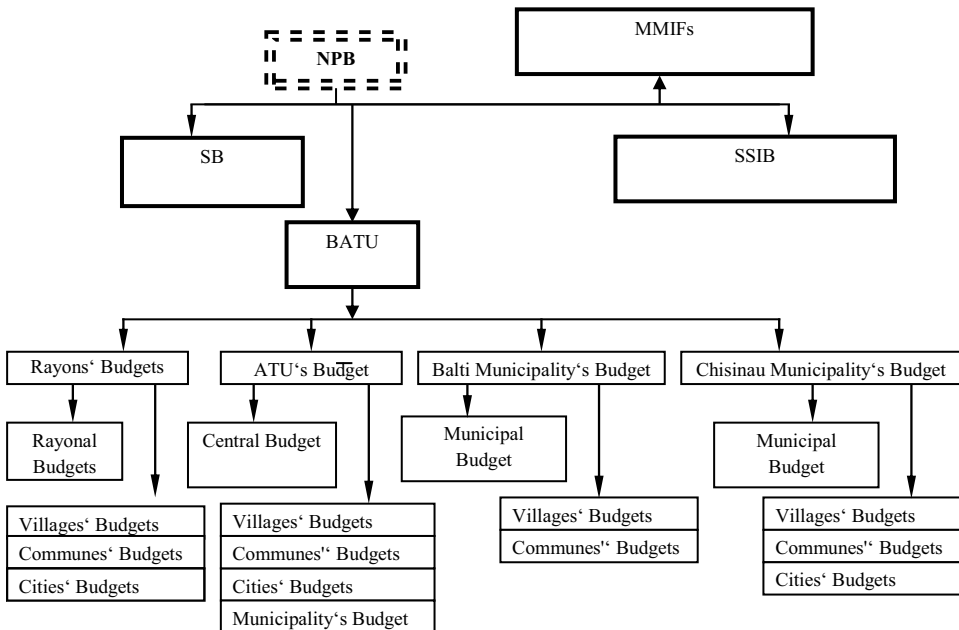 MMIFs
NPB
SB
SSIB
BATU
Rayons‘ Budgets
ATU‘s Budget
Balti Municipality‘s Budget
Chisinau Municipality‘s Budget
Rayonal
Budgets
Central Budget
Municipal
Budget
Municipal
Budget
Villages‘ Budgets
Communes‘ Budgets
Cities‘ Budgets
Villages‘ Budgets
Communes"‘ Budgets
Cities‘ Budgets
Municipality‘s Budget
Villages‘ Budgets
Communes"‘ Budgets
Villages‘ Budgets
Communes"‘ Budgets
Cities‘ Budgets